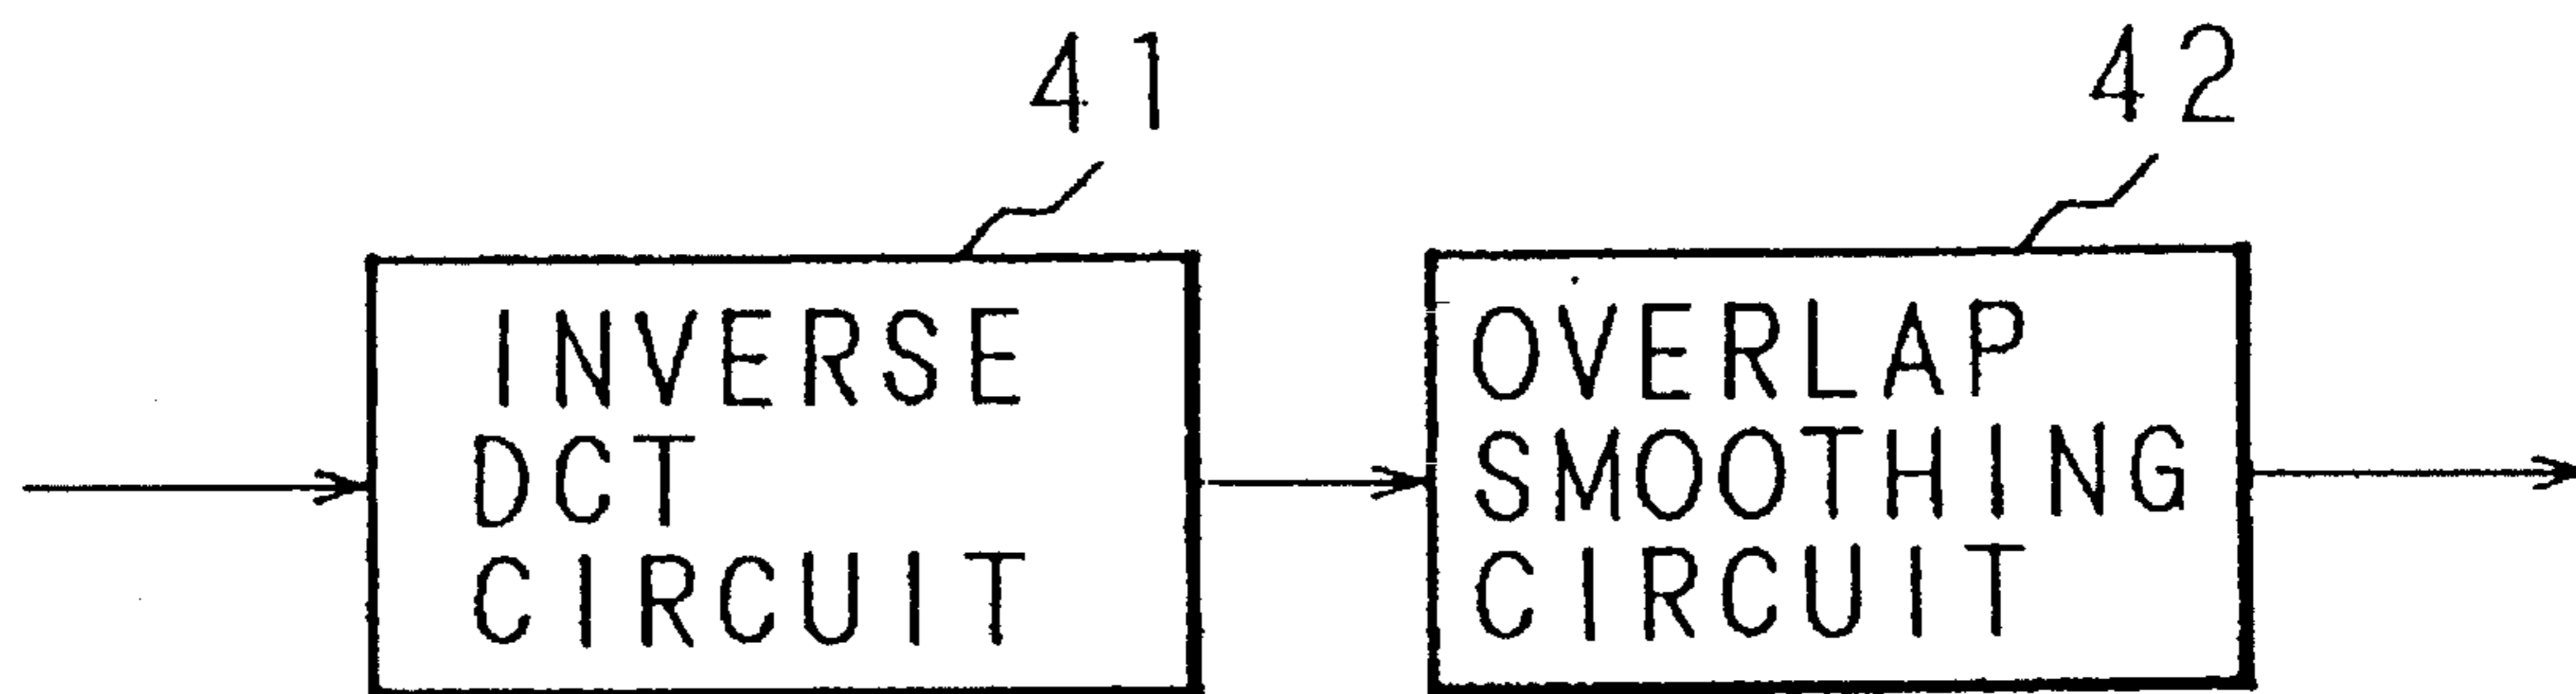 41
42
INVERSE
DCT
CIRCUIT
OVERLAP
SMOOTHING
CIRCUIT